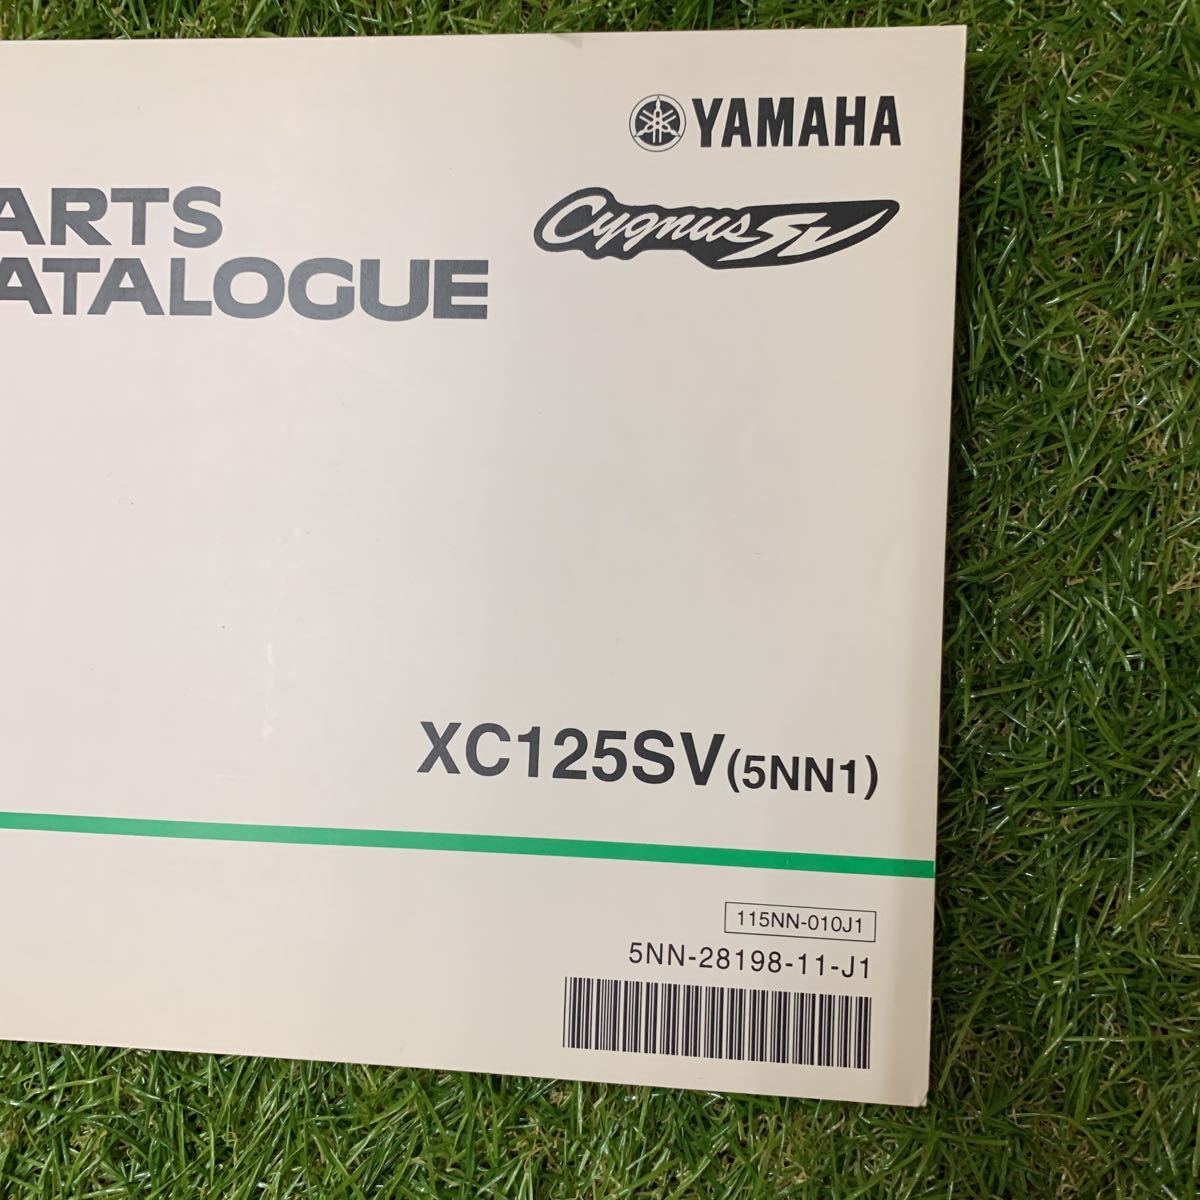 YAMAHA
Cygnus SV
ARTS
ATALOGUE
XC125SV(5NN1)
115NN-010J1
5NN-28198-11-J1